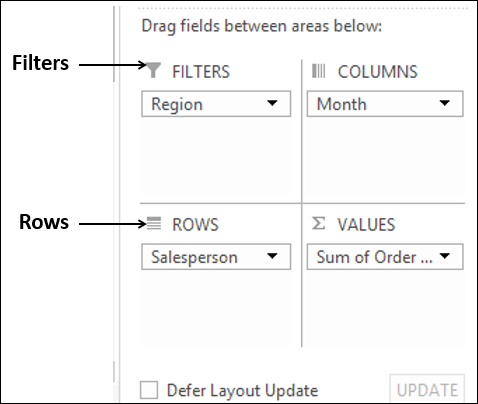 Drag fields between areas below:
Filters
FILTERS
COLUMNS
Region
Month
Rows
ROWS
Σ VALUES
Salesperson
Sum of Order ...
Defer Layout Update
UPDATE